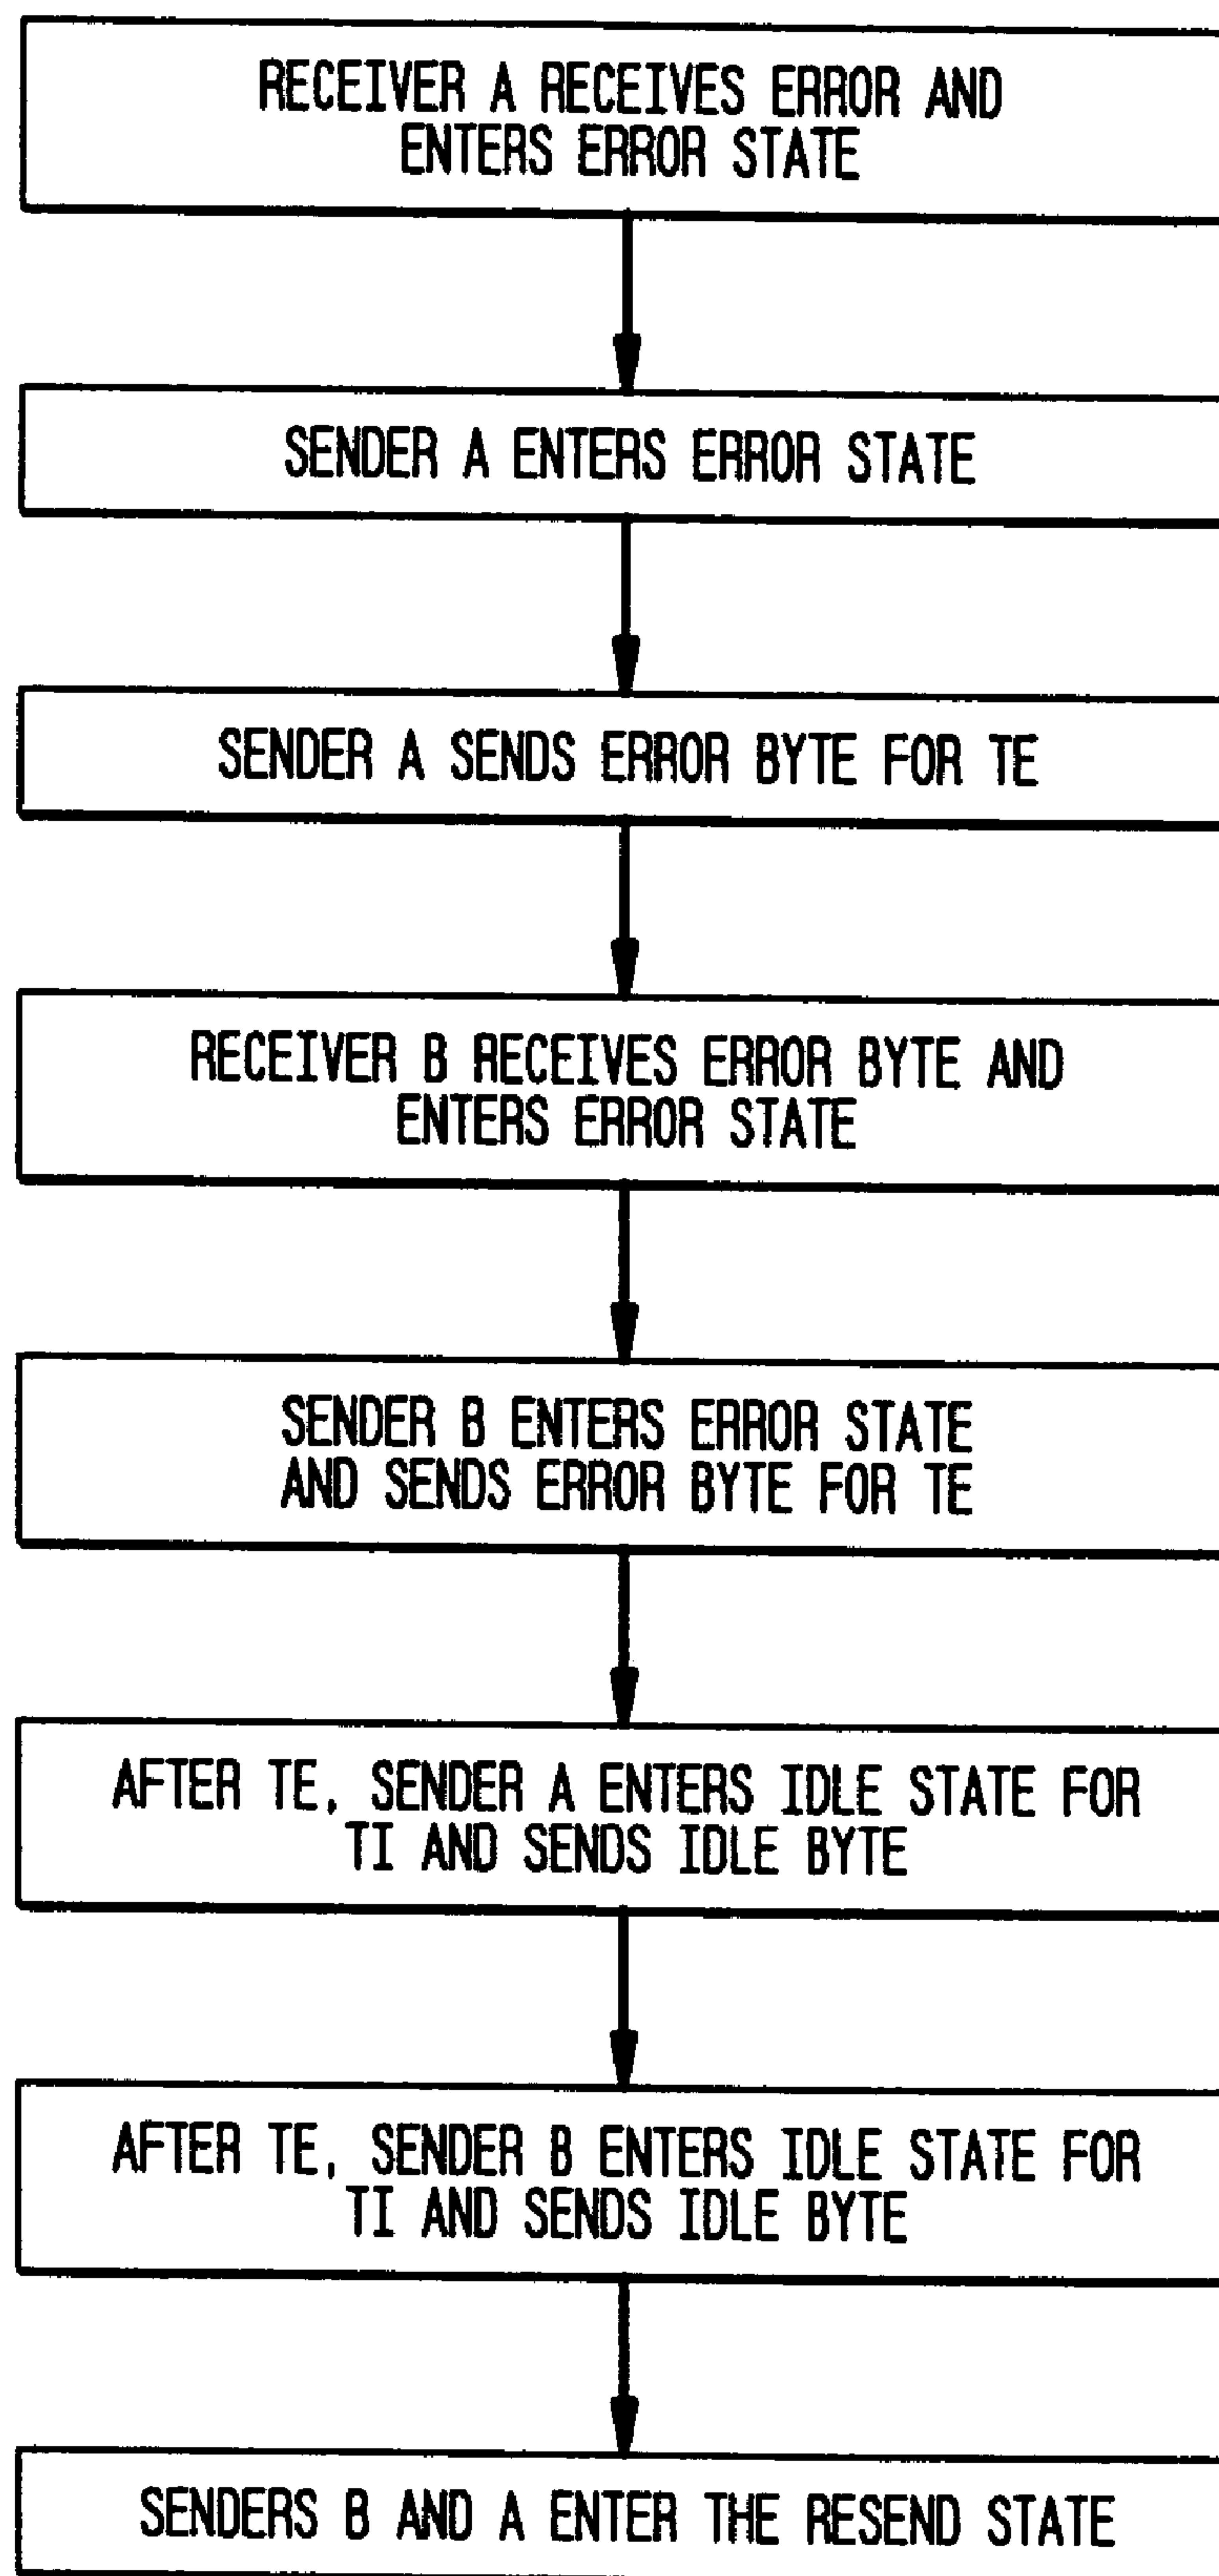 RECEIVER A RECEIVES ERROR AND
ENTERS ERROR STATE
SENDER A ENTERS ERROR STATE
SENDER A SENDS ERROR BYTE FOR TE
RECEIVER B RECEIVES ERROR BYTE AND
ENTERS ERROR STATE
SENDER B ENTERS ERROR STATE
AND SENDS ERROR BYTE FOR TE
AFTER TE, SENDER A ENTERS IDLE STATE FOR
TI AND SENDS IDLE BYTE
AFTER TE, SENDER B ENTERS IDLE STATE FOR
TI AND SENDS IDLE BYTE
SENDERS B AND A ENTER THE RESEND STATE